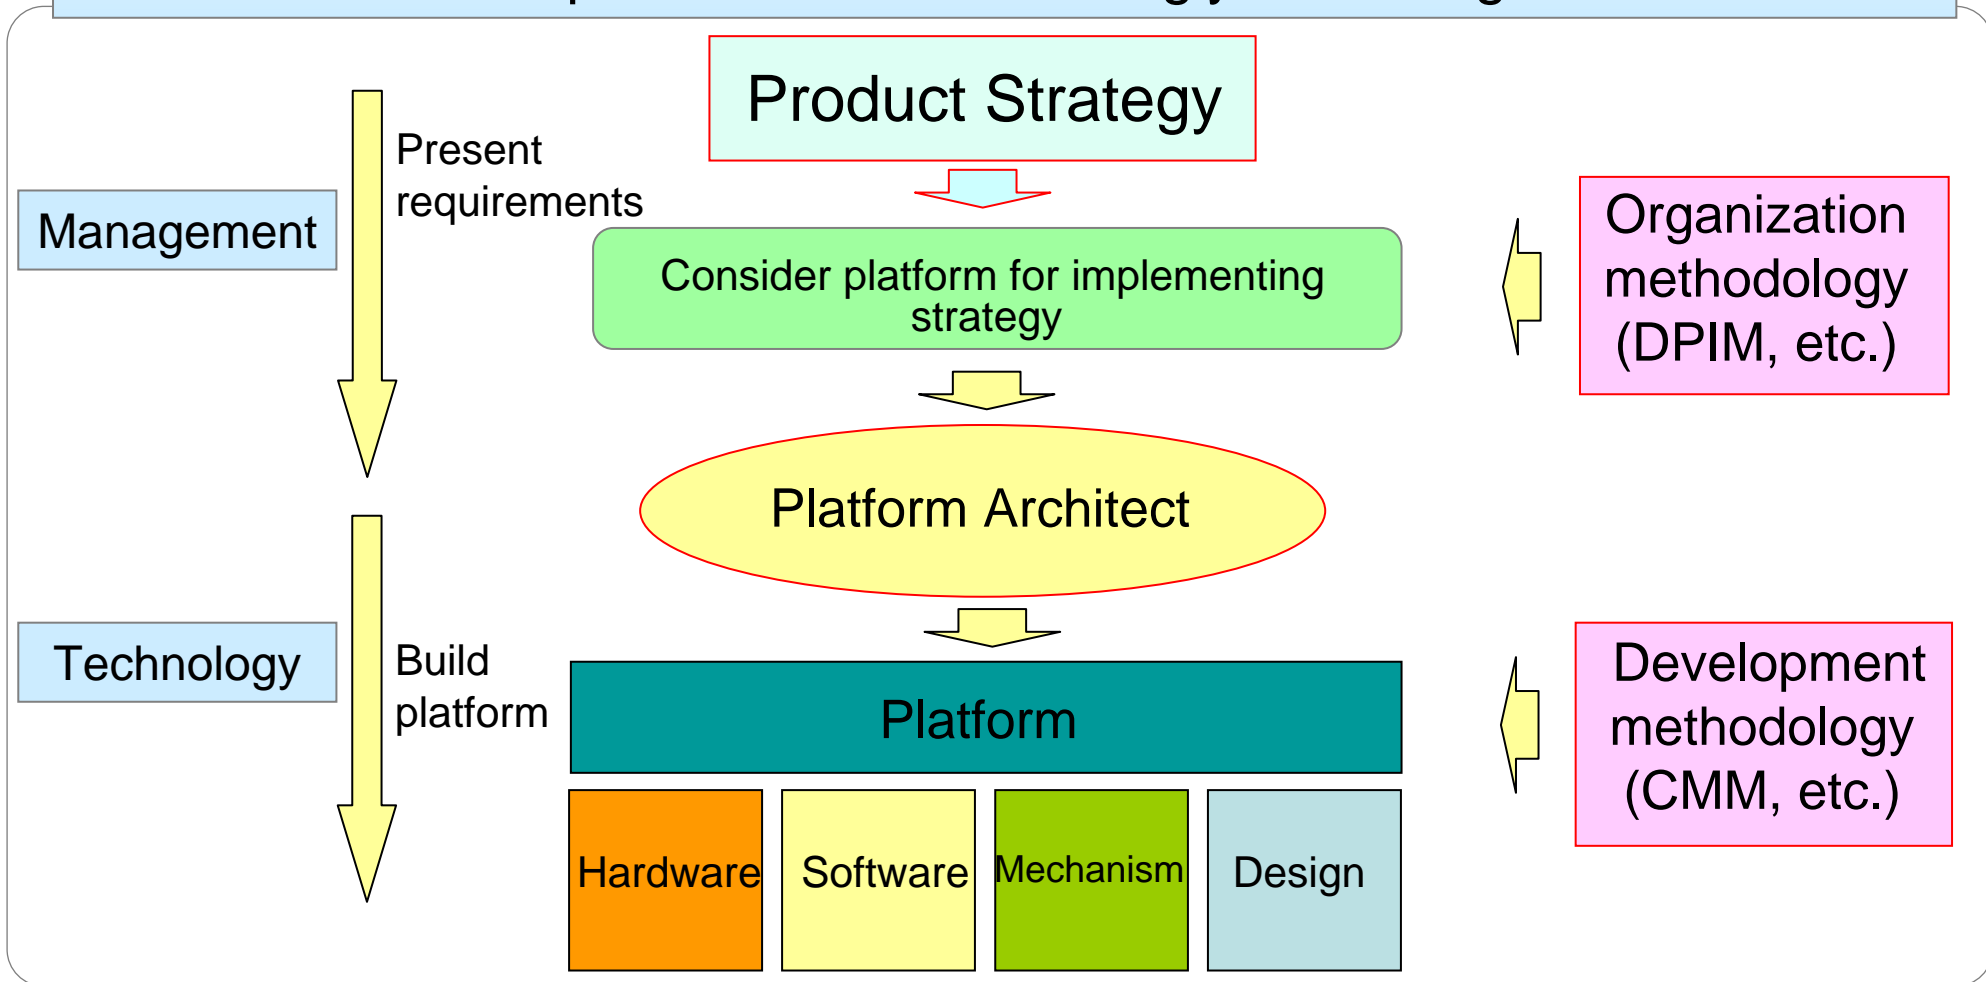 Product Strategy
Present
requirements
Management
Consider platform for implementing
strategy
Organization
methodology
(DPIM, etc.)
Platform Architect
Technology
Build
platform
Platform
Development
methodology
(CMM, etc.)
Hardware
Software
Mechanism
Design